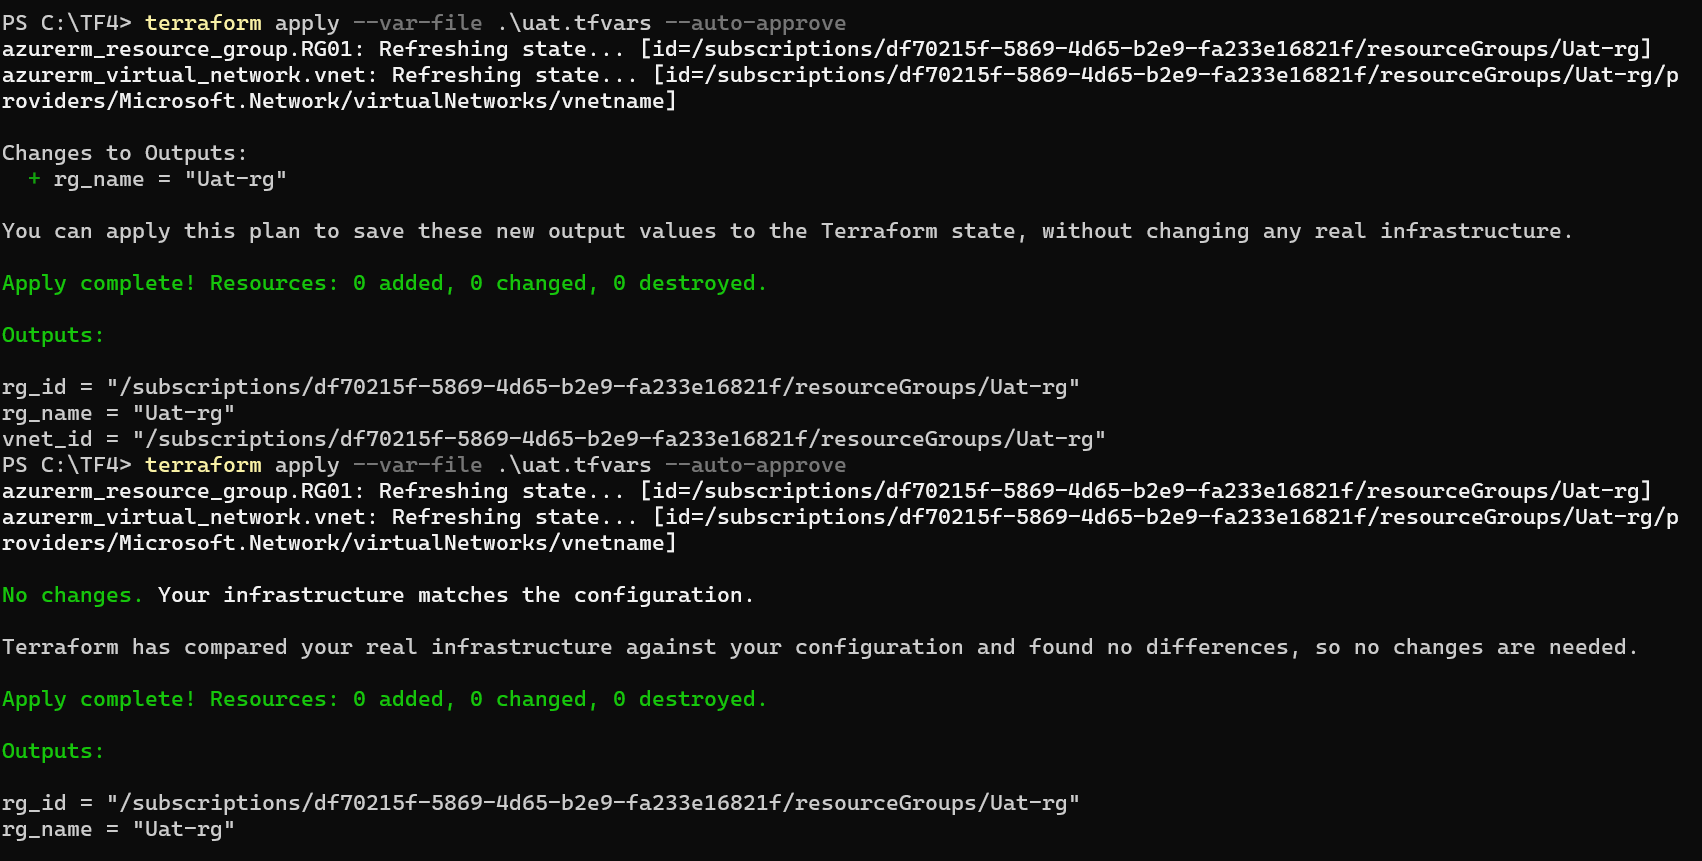 PS C:\TF4> terraform apply --var-file .\uat.tfvars --auto-approve
azurerm_resource_group.RG01: Refreshing state... [id=/subscriptions/df70215f-5869-4d65-b2e9-fa233e16821f/resourceGroups/Uat-rg]
azurerm_virtual_network.vnet: Refreshing state... [id=/subscriptions/df70215f-5869-4d65-b2e9-fa233e16821f/resourceGroups/Uat-rg/p
roviders/Microsoft.Network/virtualNetworks/vnetname]
Changes to Outputs:
  + rg_name = "Uat-rg"
You can apply this plan to save these new output values to the Terraform state, without changing any real infrastructure.
Apply complete! Resources: 0 added, 0 changed, 0 destroyed.
Outputs:
rg_id = "/subscriptions/df70215f-5869-4d65-b2e9-fa233e16821f/resourceGroups/Uat-rg"
rg_name = "Uat-rg"
vnet_id = "/subscriptions/df70215f-5869-4d65-b2e9-fa233e16821f/resourceGroups/Uat-rg"
PS C:\TF4> terraform apply --var-file .\uat.tfvars --auto-approve
azurerm_resource_group.RG01: Refreshing state... [id=/subscriptions/df70215f-5869-4d65-b2e9-fa233e16821f/resourceGroups/Uat-rg]
azurerm_virtual_network.vnet: Refreshing state... [id=/subscriptions/df70215f-5869-4d65-b2e9-fa233e16821f/resourceGroups/Uat-rg/p
roviders/Microsoft.Network/virtualNetworks/vnetname]
No changes. Your infrastructure matches the configuration.
Terraform has compared your real infrastructure against your configuration and found no differences, so no changes are needed.
Apply complete! Resources: 0 added, 0 changed, 0 destroyed.
Outputs:
rg_id = "/subscriptions/df70215f-5869-4d65-b2e9-fa233e16821f/resourceGroups/Uat-rg"
rg_name = "Uat-rg"